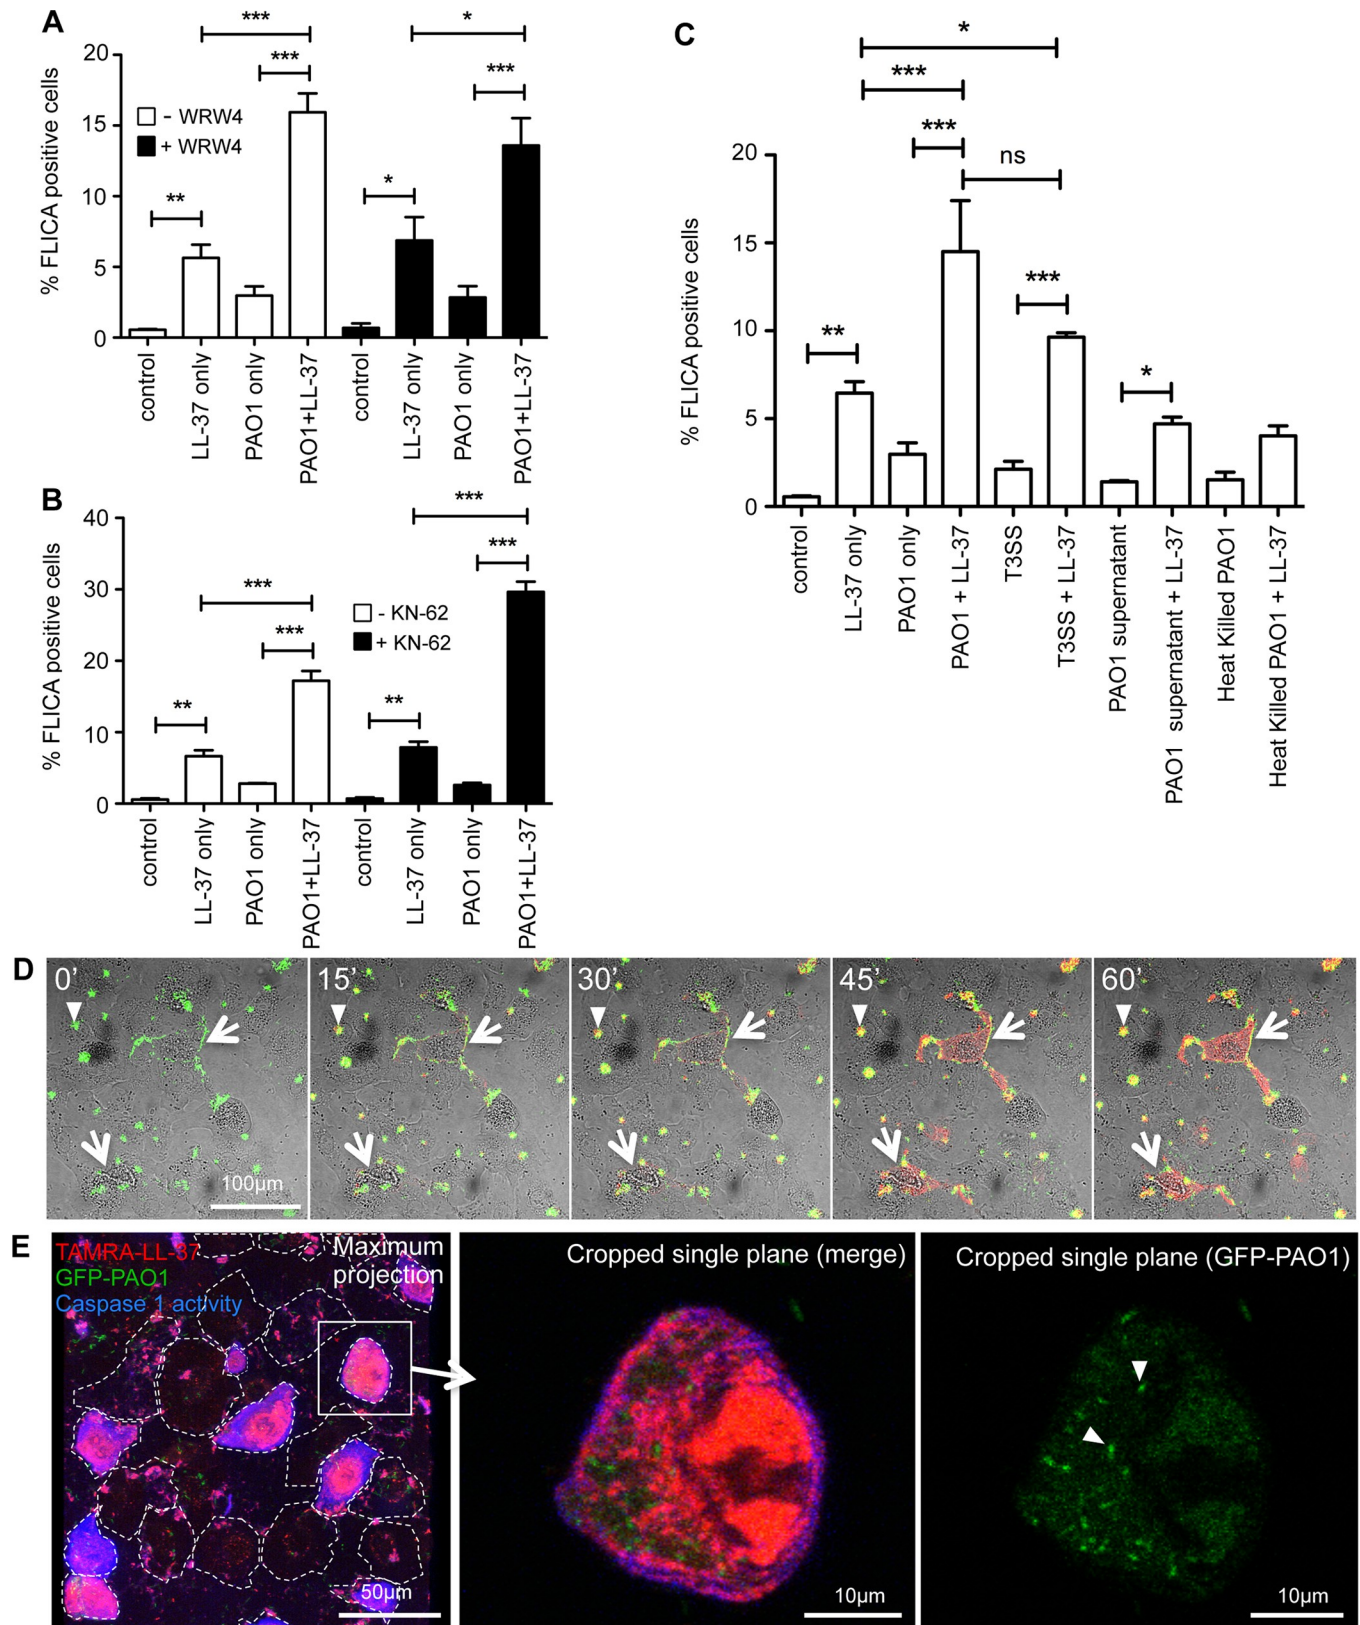 A
% FLICA positive cells
20
15
10
5
0
- WRW4
+ WRW4
***
***
**
*
***
*
control
LL-37 only
PAO1 only
PAO1+LL-37
control
LL-37 only
PAO1 only
PAO1+LL-37
B
% FLICA positive cells
40
30
20
10
0
- KN-62
+ KN-62
***
***
**
***
***
**
control
LL-37 only
PAO1 only
PAO1+LL-37
control
LL-37 only
PAO1 only
PAO1+LL-37
C
% FLICA positive cells
20
15
10
5
0
*
***
***
ns
***
**
*
control
LL-37 only
PAO1 only
PAO1 + LL-37
T3SS
T3SS + LL-37
PAO1 supernatant
PAO1 supernatant + LL-37
Heat Killed PAO1
Heat Killed PAO1 + LL-37
D
0’
15’
30’
45’
60’
100μm
E
TAMRA-LL-37
GFP-PAO1
Caspase 1 activity
Maximum
projection
50μm
Cropped single plane (merge)
10μm
Cropped single plane (GFP-PAO1)
10μm